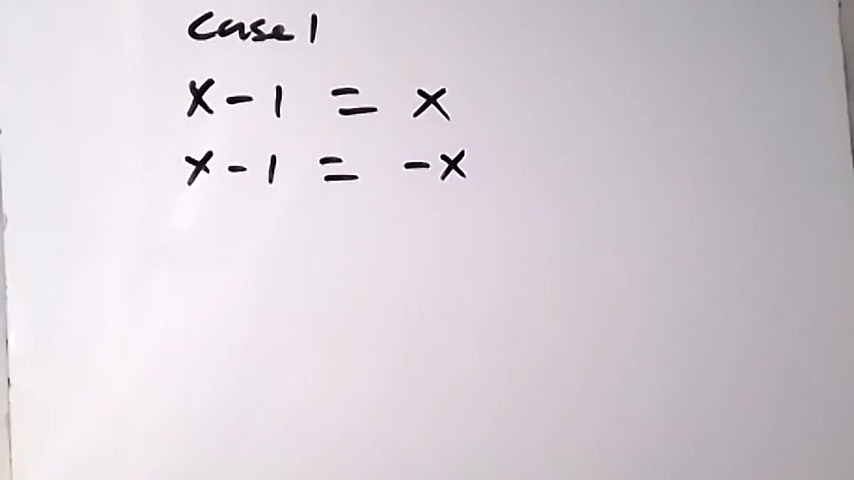 Case 1
x - 1 = x
x - 1 = -x